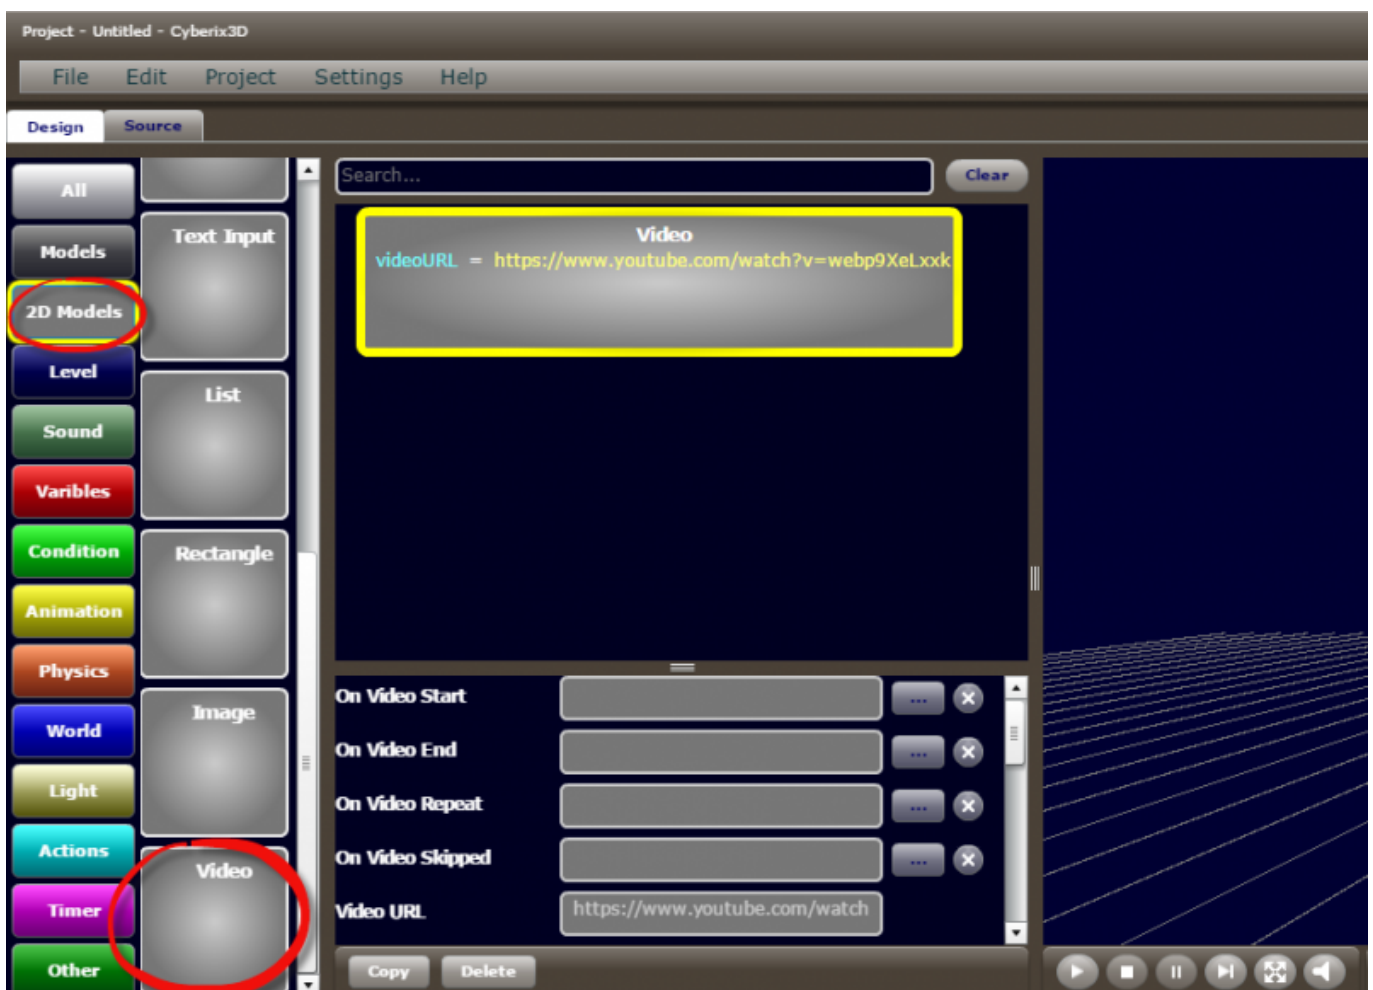 Project - Untitled - Cyberix3D
File Edit Project Settings Help
Design Source
All
Models
2D Models
Level
Sound
Varibles
Condition
Animation
Physics
World
Light
Actions
Timer
Other
Text Input
List
Rectangle
Image
Video
Search... Clear
Video
videoURL = https://www.youtube.com/watch?v=webp9XeLxxk
On Video Start ...
On Video End ...
On Video Repeat ...
On Video Skipped ...
Video URL https://www.youtube.com/watch
Copy Delete